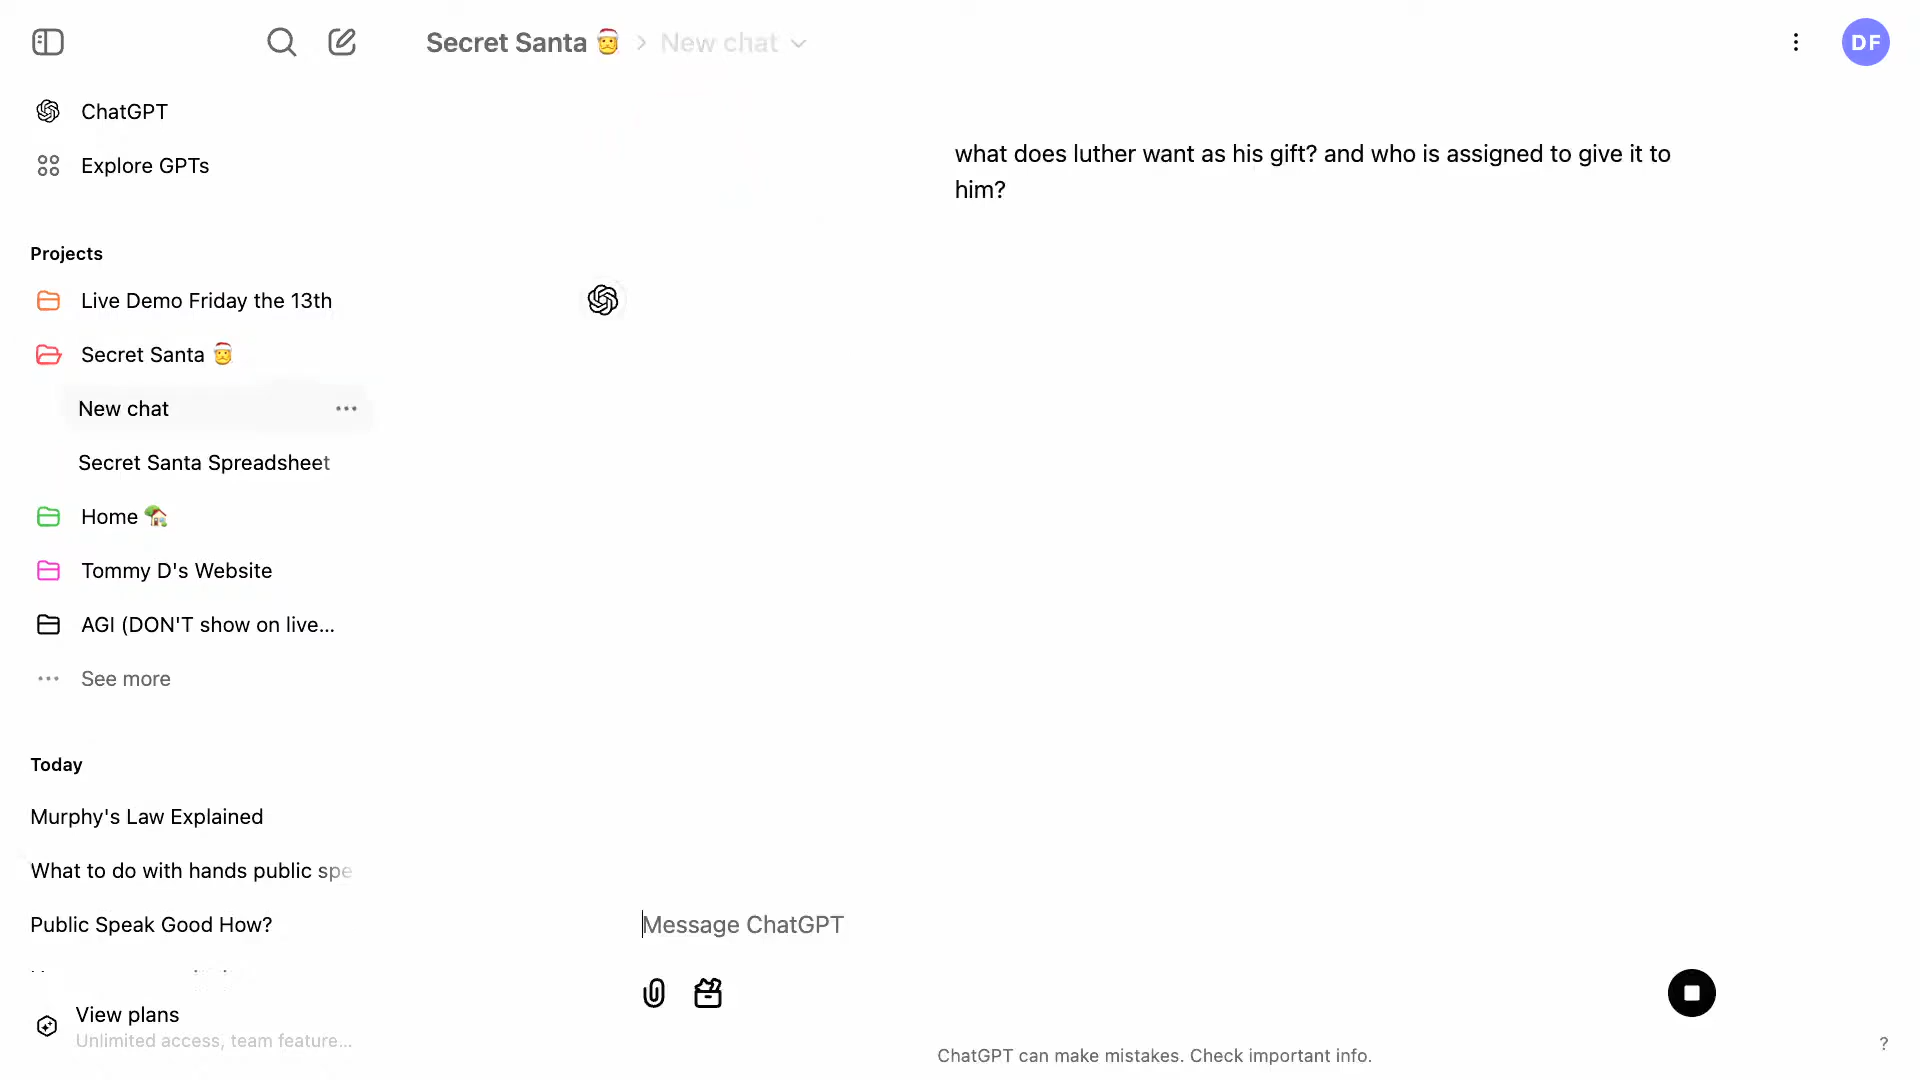 Secret Santa 🎅 > New chat
DF
ChatGPT
Explore GPTs
Projects
Live Demo Friday the 13th
Secret Santa 🎅
New chat
Secret Santa Spreadsheet
Home 🏡
Tommy D's Website
AGI (DON'T show on live...
See more
Today
Murphy's Law Explained
What to do with hands public spe
Public Speak Good How?
View plans
Unlimited access, team feature...
what does luther want as his gift? and who is assigned to give it to
him?
Message ChatGPT
ChatGPT can make mistakes. Check important info.
?